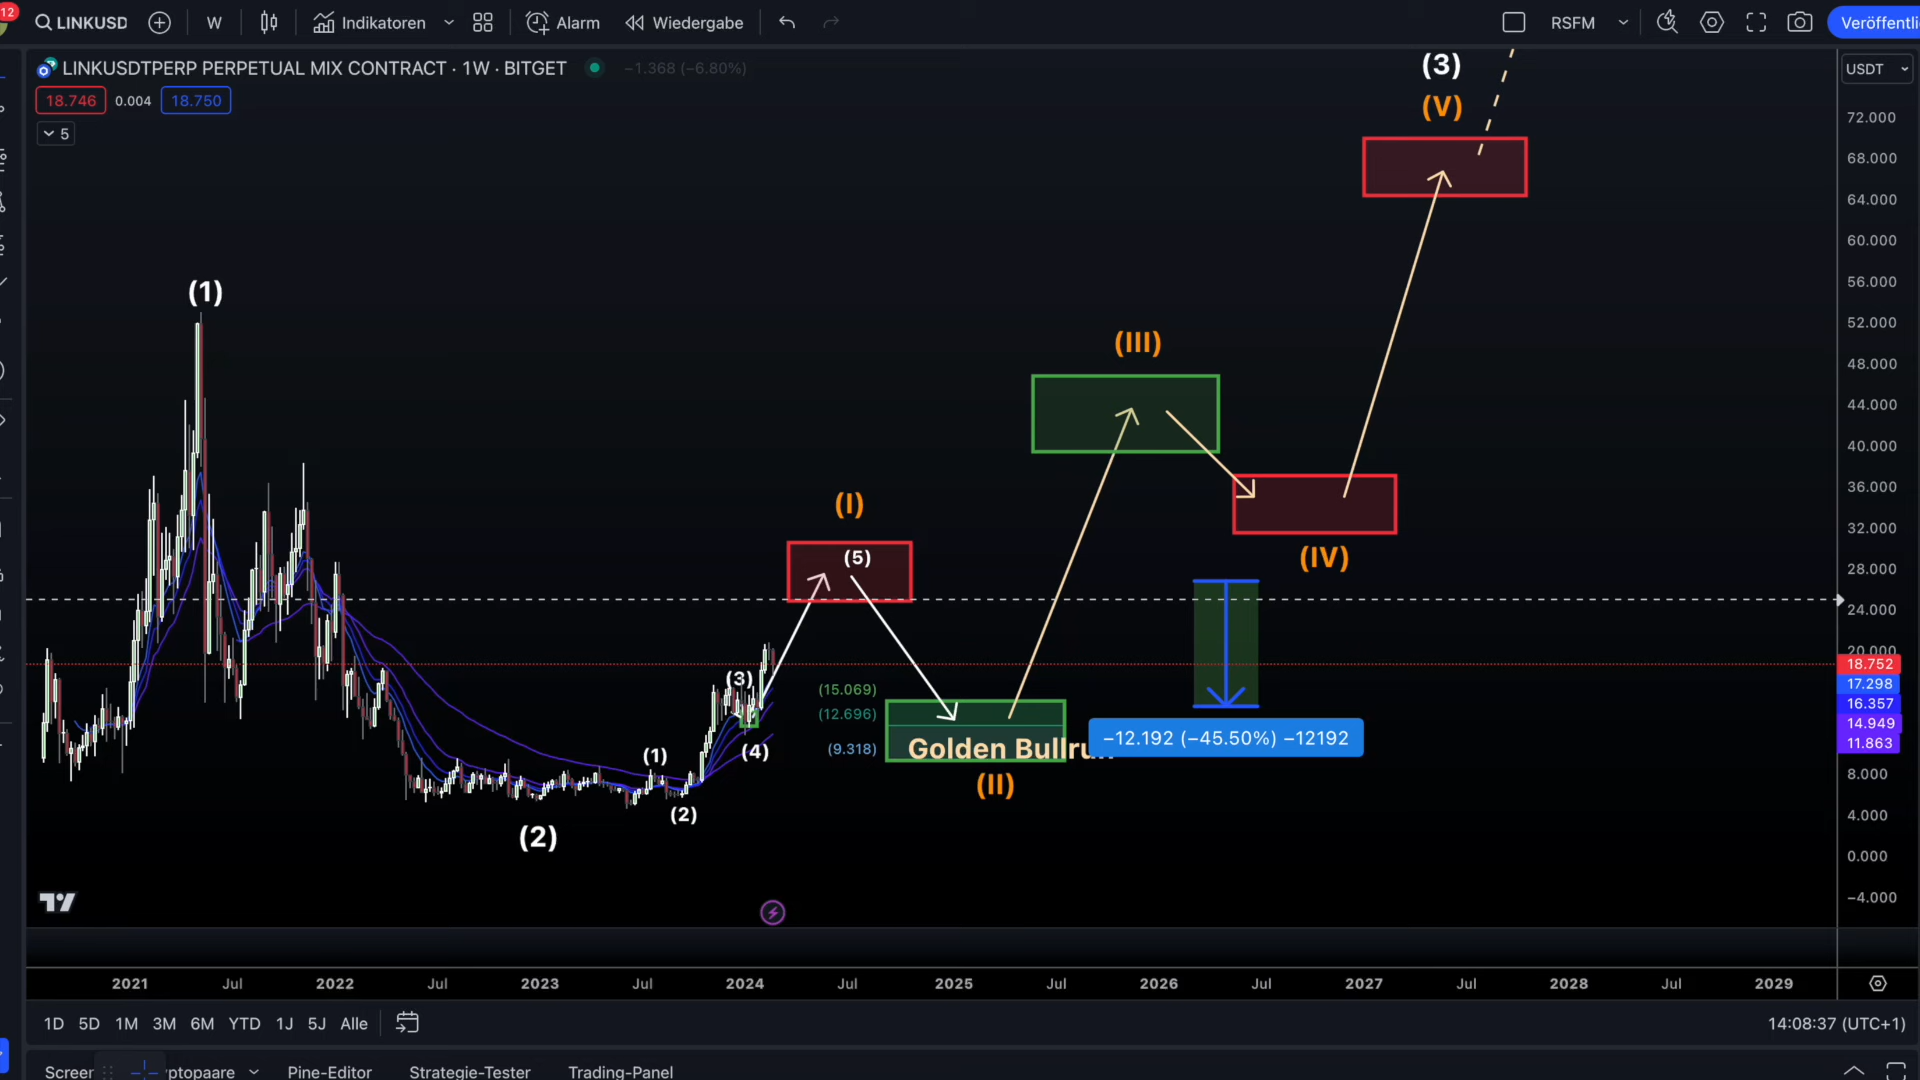 12
LINKUSD
W
Indikatoren
Alarm
Wiedergabe
RSFM
Veröffentli
LINKUSDTPERP PERPETUAL MIX CONTRACT · 1W · BITGET
−1.368 (−6.80%)
18.746
0.004
18.750
5
USDT
(3)
(V)
(1)
(III)
(I)
(5)
(IV)
(3)
(4)
(1)
(2)
(2)
(15.069)
(12.696)
(9.318)
Golden Bullru
(II)
−12.192 (−45.50%) −12192
72.000
68.000
64.000
60.000
56.000
52.000
48.000
44.000
40.000
36.000
32.000
28.000
24.000
20.000
18.752
17.298
16.357
14.949
11.863
8.000
4.000
0.000
−4.000
2021
Jul
2022
Jul
2023
Jul
2024
Jul
2025
Jul
2026
Jul
2027
Jul
2028
Jul
2029
1D
5D
1M
3M
6M
YTD
1J
5J
Alle
14:08:37 (UTC+1)
Screer
yptopaare
Pine-Editor
Strategie-Tester
Trading-Panel